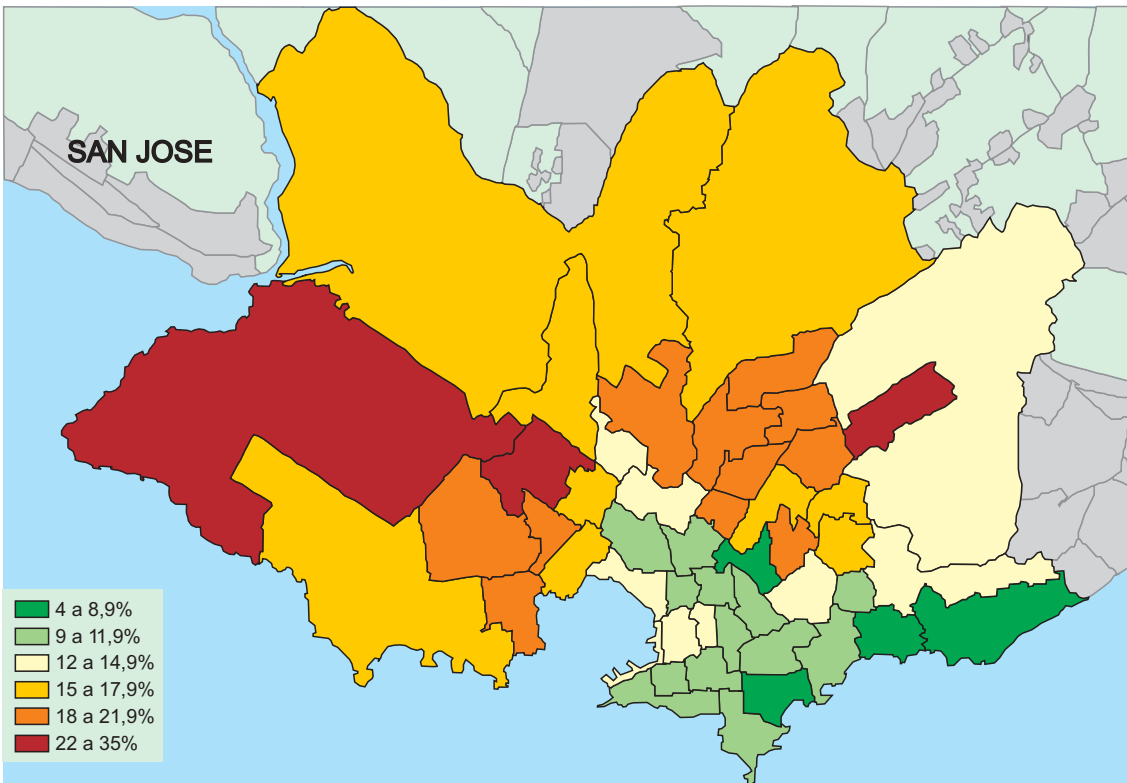 SAN JOSE
4 a 8,9%
9 a 11,9%
12 a 14,9%
15 a 17,9%
18 a 21,9%
22 a 35%